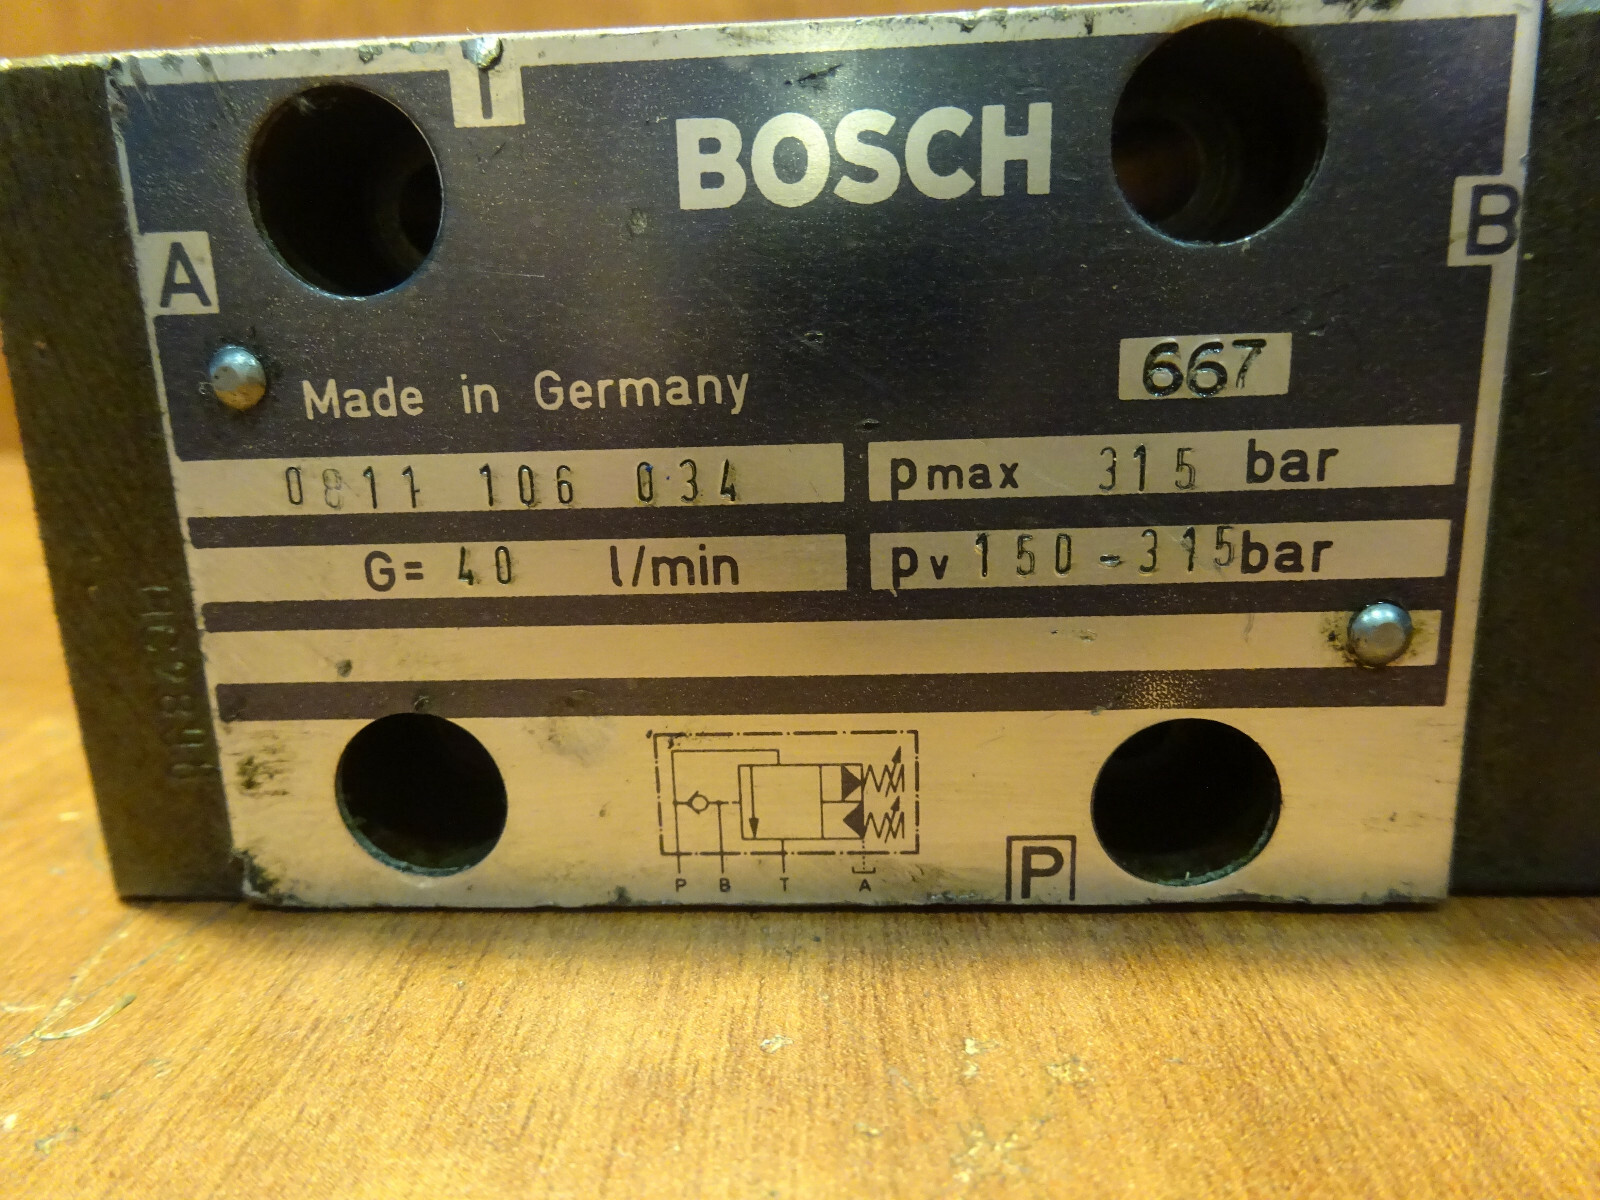 T
BOSCH
A
B
Made in Germany
667
0811 106 034
pmax 315 bar
G= 40 l/min
pv 150-315bar
P B T A
P